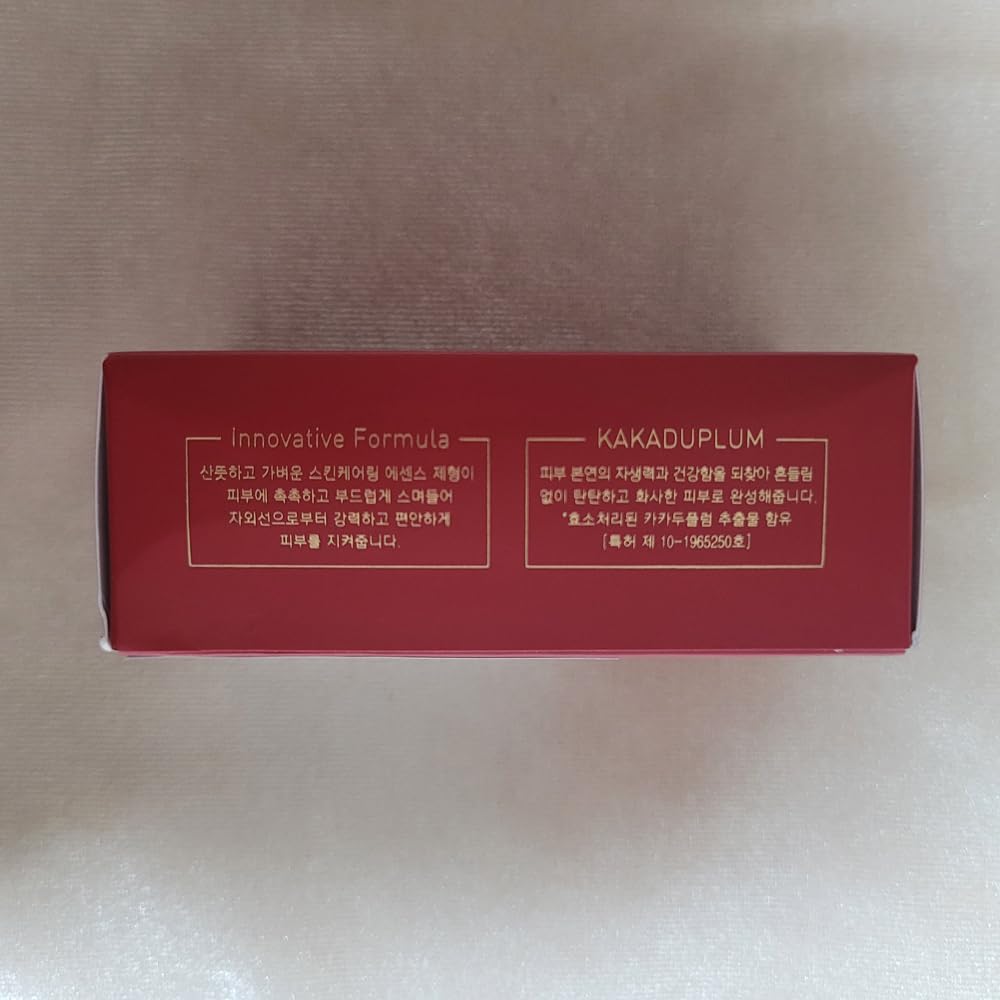 innovative Formula
산뜻하고 가벼운 스킨케어링 에센스 제형이
피부에 촉촉하고 부드럽게 스며들어
자외선으로부터 강력하고 편안하게
피부를 지켜줍니다.
KAKADUPLUM
피부 본연의 자생력과 건강함을 되찾아 흔들림
없이 탄탄하고 화사한 피부로 완성해줍니다.
*효소처리된 카카두플럼 추출물 함유
[특허 제 10-1965250호]